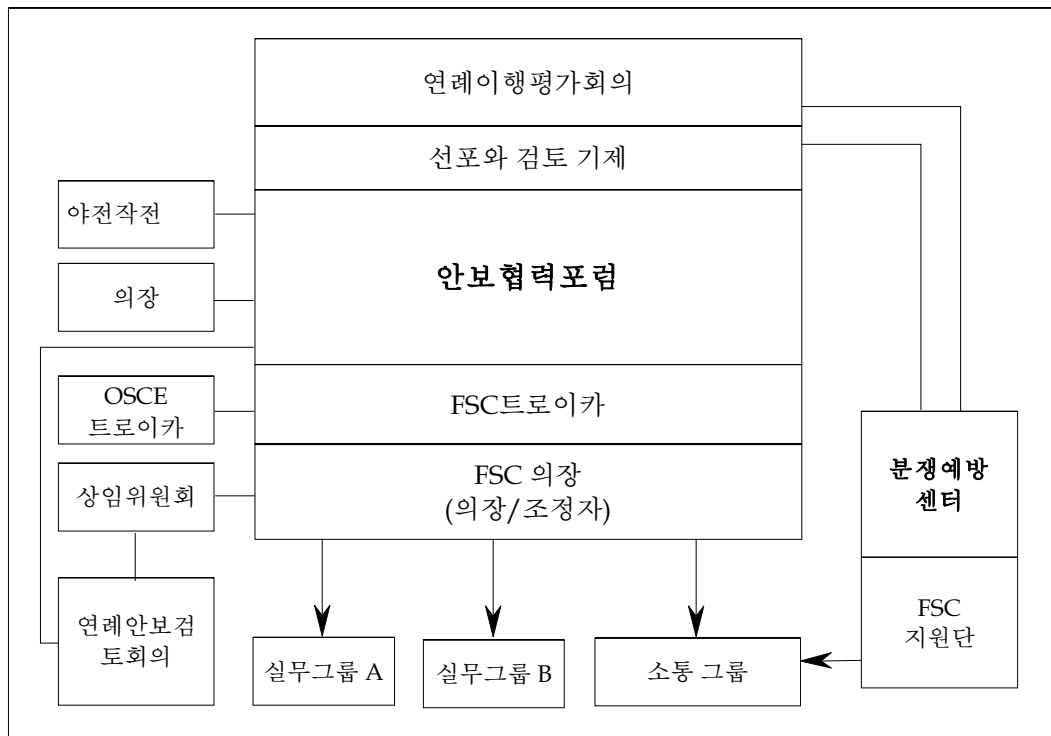 연례이행평가회의
선포와 검토 기제
야전작전
안보협력포럼
의장
OSCE
트로이카
FSC트로이카
분쟁예방
센터
상임위원회
FSC 의장
(의장/조정자)
연례안보검
토회의
FSC
지원단
실무그룹 A
실무그룹 B
소통 그룹